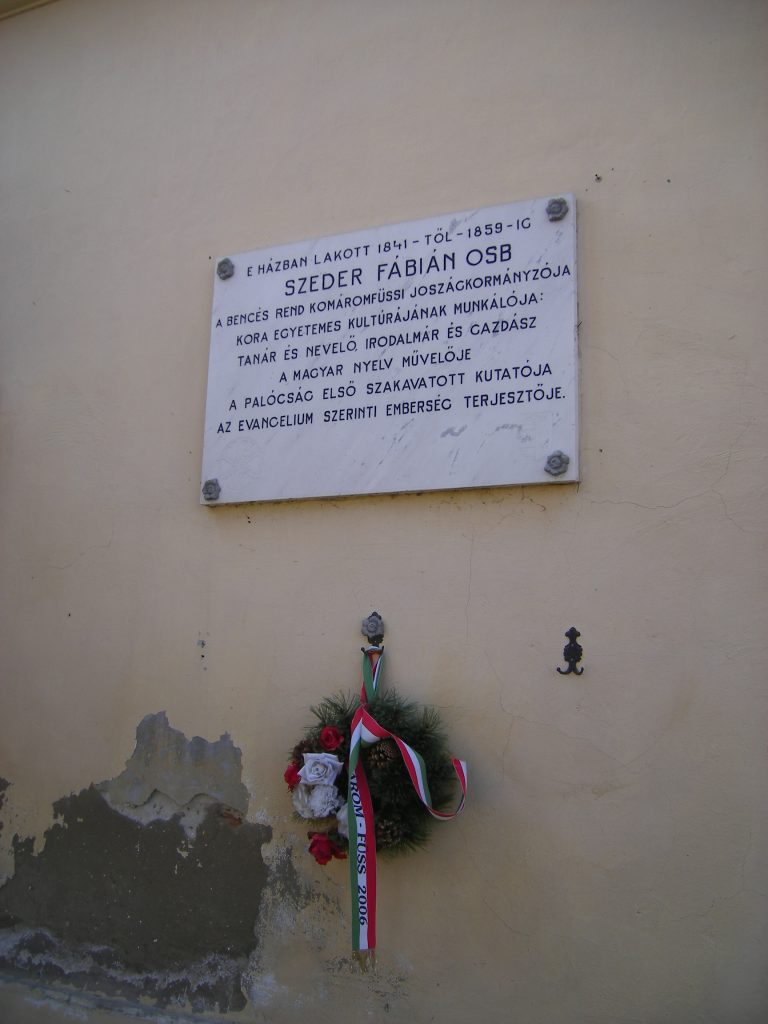 E HÁZBAN LAKOTT 1841-TŐL-1859-IG
SZEDER FÁBIÁN OSB
A BENCÉS REND KOMÁROMFÜSSI JOSZÁGKORMÁNYZÓJA
KORA EGYETEMES KULTÚRÁJÁNAK MUNKÁLÓJA:
TANÁR ÉS NEVELŐ, IRODALMÁR ÉS GAZDÁSZ
A MAGYAR NYELV MŰVELŐJE
A PALÓCSÁG ELSŐ SZAKAVATOTT KUTATÓJA
AZ EVANGELIUM SZERINTI EMBERSÉG TERJESZTŐJE.
ÁROM - FÜSS 2006